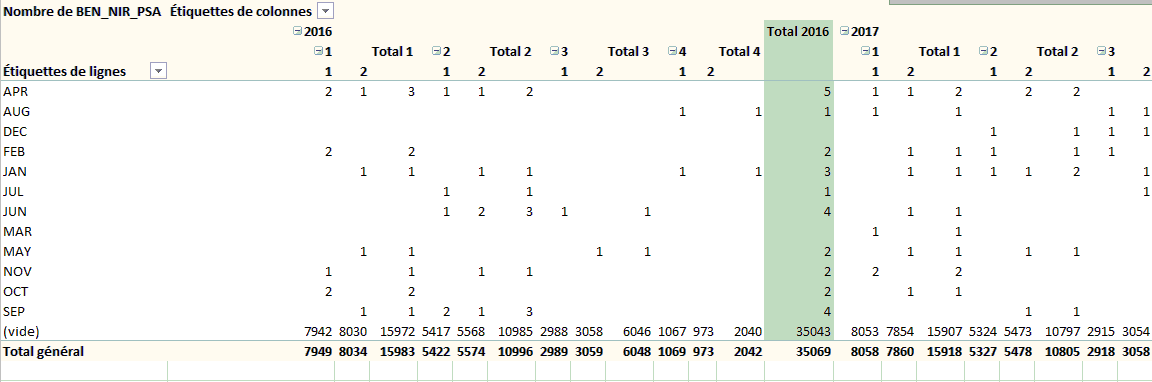 Nombre de BEN_NIR_PSA Étiquettes de colonnes
2016 Total 2016 2017
1 Total 1 2 Total 2 3 Total 3 4 Total 4 1 Total 1 2 Total 2 3
Étiquettes de lignes 1 2 1 2 1 2 1 2 1 2 1 2 1 2
APR 2 1 3 1 1 2 5 1 1 2 2 2
AUG 1 1 1 1 1 1 1
DEC 1 1 1 1
FEB 2 2 2 1 1 1 1 1
JAN 1 1 1 1 1 1 3 1 1 1 1 2 1
JUL 1 1 1 1
JUN 1 2 3 1 1 4 1 1
MAR 1 1
MAY 1 1 1 1 2 1 1 1 1
NOV 1 1 1 1 2 2 2
OCT 2 2 2 1 1
SEP 1 1 2 1 3 4 1 1
(vide) 7942 8030 15972 5417 5568 10985 2988 3058 6046 1067 973 2040 35043 8053 7854 15907 5324 5473 10797 2915 3054
Total général 7949 8034 15983 5422 5574 10996 2989 3059 6048 1069 973 2042 35069 8058 7860 15918 5327 5478 10805 2918 3058